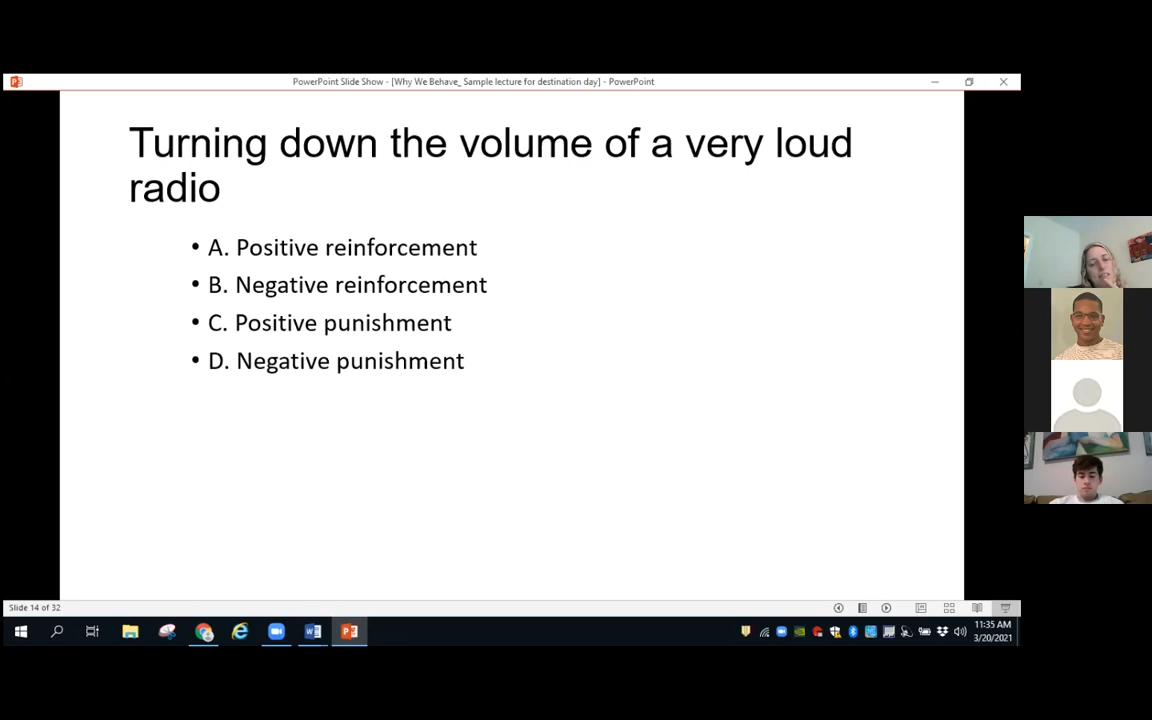 PowerPoint Slide Show - [Why We Behave_ Sample lecture for destination day] - PowerPoint
Turning down the volume of a very loud
radio
• A. Positive reinforcement
• B. Negative reinforcement
• C. Positive punishment
• D. Negative punishment
Slide 14 of 32
11:35 AM
3/20/2021